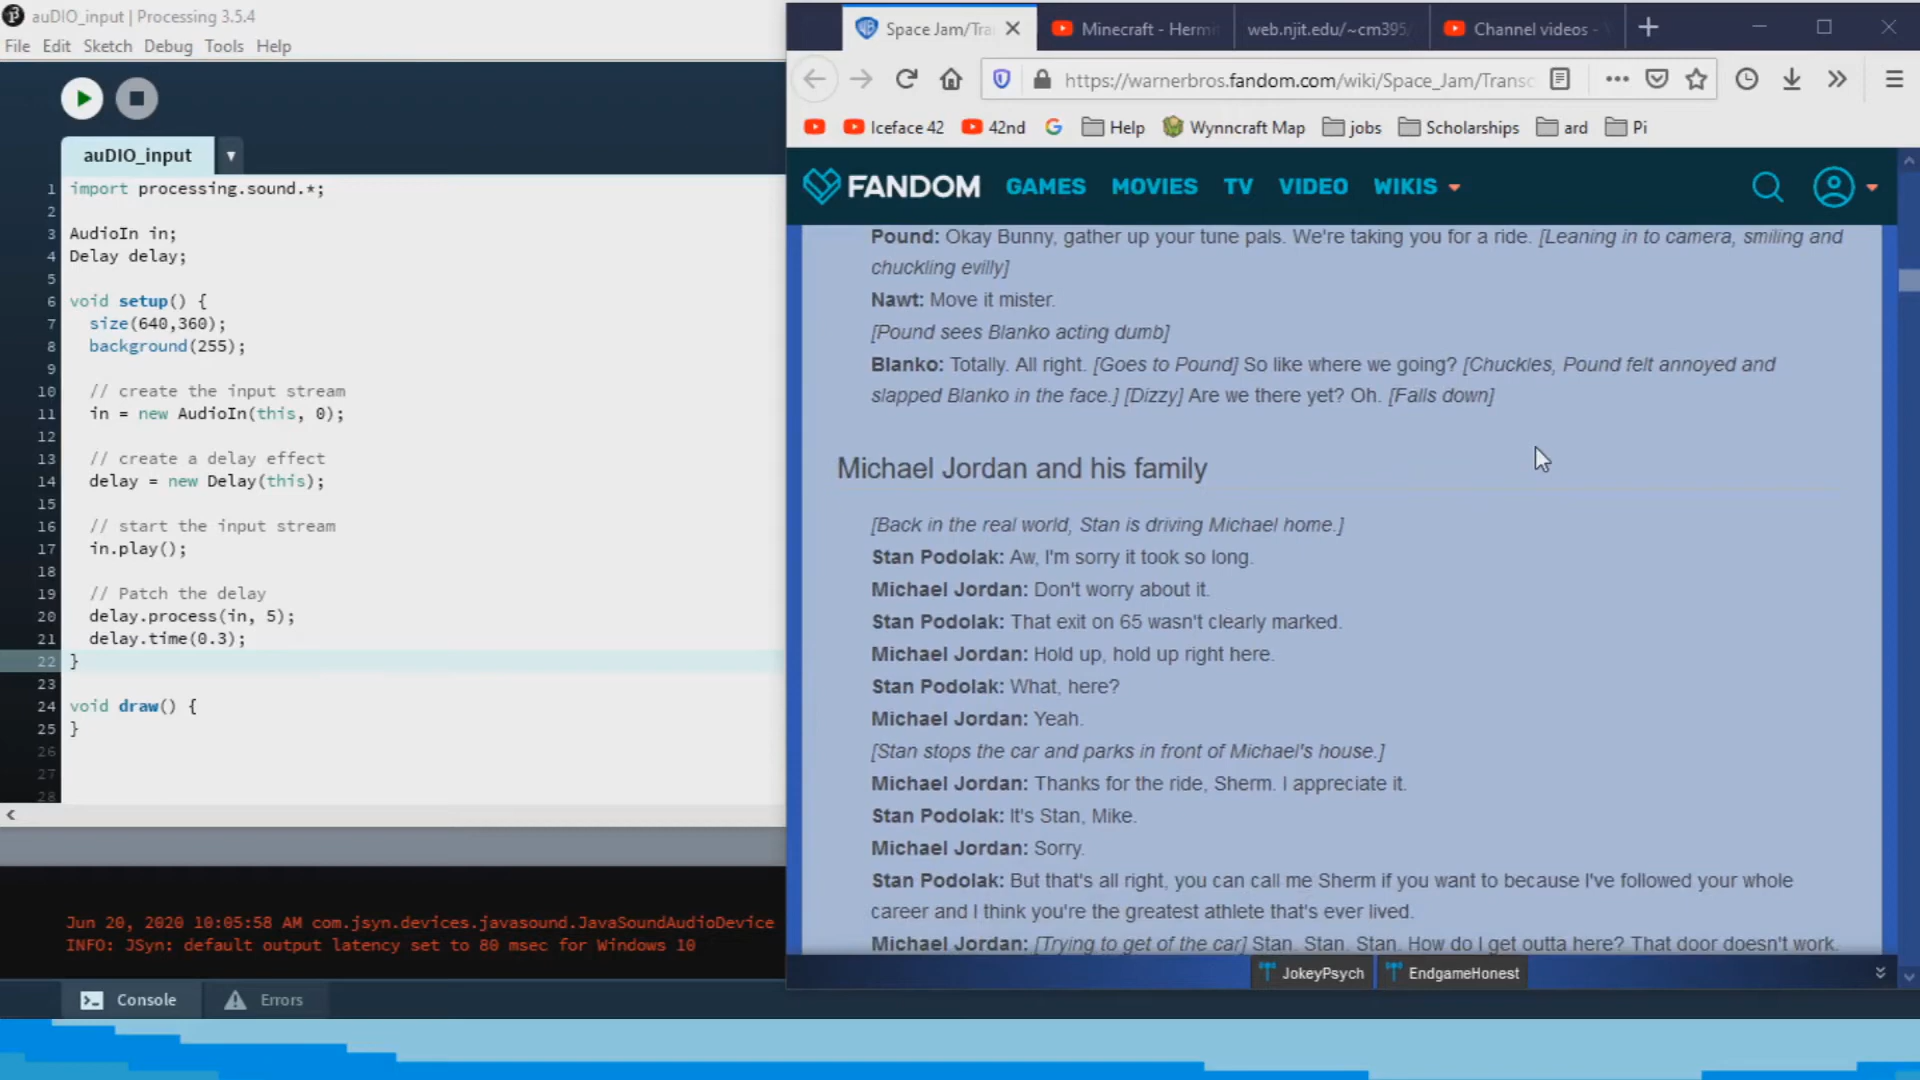 auDIO_input | Processing 3.5.4
File Edit Sketch Debug Tools Help
auDIO_input
1 import processing.sound.*;
2
3 AudioIn in;
4 Delay delay;
5
6 void setup() {
7 size(640,360);
8 background(255);
9
10 // create the input stream
11 in = new AudioIn(this, 0);
12
13 // create a delay effect
14 delay = new Delay(this);
15
16 // start the input stream
17 in.play();
18
19 // Patch the delay
20 delay.process(in, 5);
21 delay.time(0.3);
22 }
23
24 void draw() {
25 }
26
27
28
Jun 20, 2020 10:05:58 AM com.jsyn.devices.javasound.JavaSoundAudioDevice
INFO: JSyn: default output latency set to 80 msec for Windows 10
Console Errors
Space Jam/Tra Minecraft - Hermi web.njit.edu/~cm395/ Channel videos -
https://warnerbros.fandom.com/wiki/Space_Jam/Transc
Iceface 42 42nd Help Wynncraft Map jobs Scholarships ard Pi
FANDOM GAMES MOVIES TV VIDEO WIKIS
Pound: Okay Bunny, gather up your tune pals. We're taking you for a ride. [Leaning in to camera, smiling and
chuckling evilly]
Nawt: Move it mister.
[Pound sees Blanko acting dumb]
Blanko: Totally. All right. [Goes to Pound] So like where we going? [Chuckles, Pound felt annoyed and
slapped Blanko in the face.] [Dizzy] Are we there yet? Oh. [Falls down]
Michael Jordan and his family
[Back in the real world, Stan is driving Michael home.]
Stan Podolak: Aw, I'm sorry it took so long.
Michael Jordan: Don't worry about it.
Stan Podolak: That exit on 65 wasn't clearly marked.
Michael Jordan: Hold up, hold up right here.
Stan Podolak: What, here?
Michael Jordan: Yeah.
[Stan stops the car and parks in front of Michael's house.]
Michael Jordan: Thanks for the ride, Sherm. I appreciate it.
Stan Podolak: It's Stan, Mike.
Michael Jordan: Sorry.
Stan Podolak: But that's all right, you can call me Sherm if you want to because I've followed your whole
career and I think you're the greatest athlete that's ever lived.
Michael Jordan: [Trying to get of the car] Stan. Stan. Stan. How do I get outta here? That door doesn't work.
JokeyPsych EndgameHonest